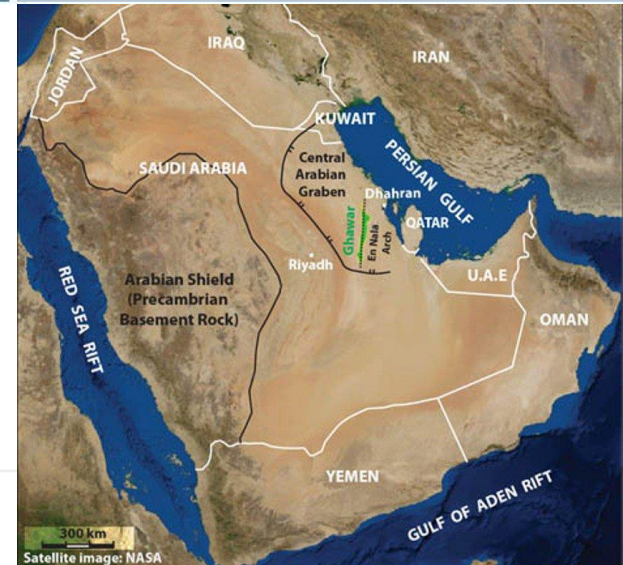 IRAQ
IRAN
JORDAN
KUWAIT
PERSIAN GULF
SAUDI ARABIA
Central
Arabian
Graben
Dhahran
QATAR
Ghawar
En Nala
Arch
Riyadh
U.A.E
Arabian Shield
(Precambrian
Basement Rock)
RED SEA RIFT
OMAN
YEMEN
GULF OF ADEN RIFT
300 km
Satellite image: NASA